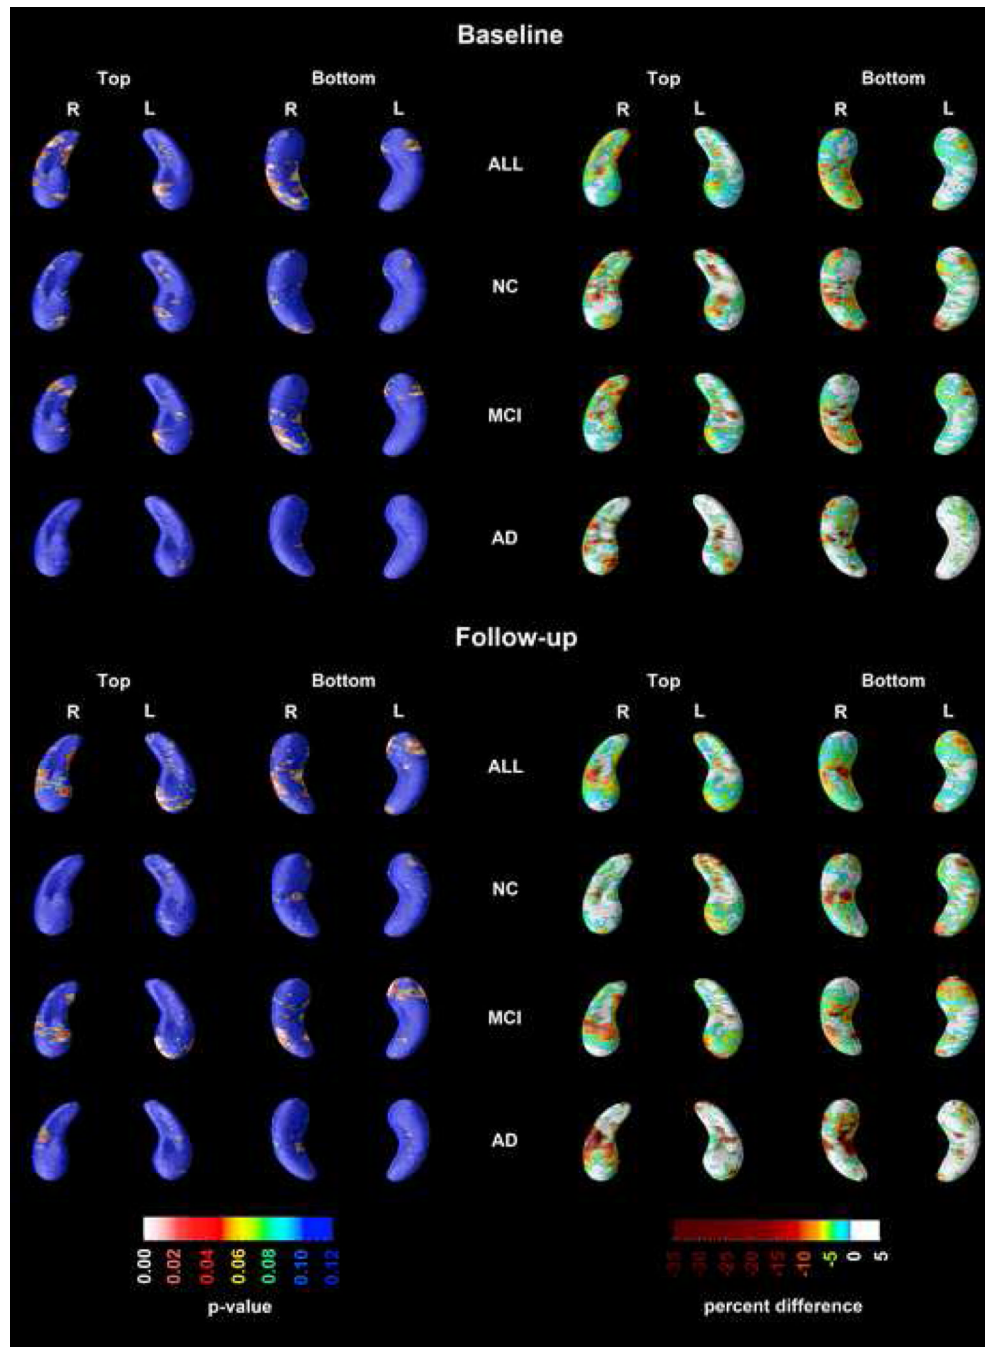 Baseline
Top Bottom Top Bottom
R L R L R L R L
ALL
NC
MCI
AD
Follow-up
Top Bottom Top Bottom
R L R L R L R L
ALL
NC
MCI
AD
0.00 0.02 0.04 0.06 0.08 0.10 0.12 -35 -30 -25 -20 -15 -10 -5 0 5
p-value percent difference